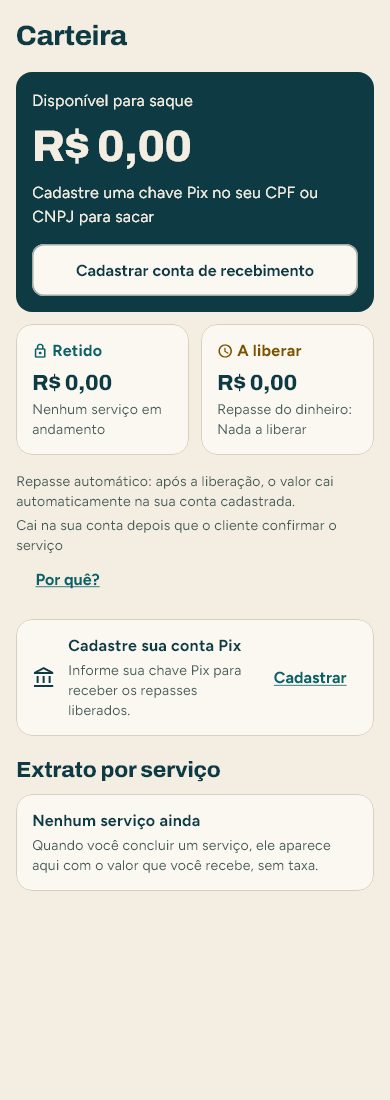 Carteira
Disponível para saque
R$ 0,00
Cadastre uma chave Pix no seu CPF ou
CNPJ para sacar
Cadastrar conta de recebimento
Retido
R$ 0,00
Nenhum serviço em
andamento
A liberar
R$ 0,00
Repasse do dinheiro:
Nada a liberar
Repasse automático: após a liberação, o valor cai
automaticamente na sua conta cadastrada.
Cai na sua conta depois que o cliente confirmar o
serviço
Por quê?
Cadastre sua conta Pix
Informe sua chave Pix para
receber os repasses
liberados.
Cadastrar
Extrato por serviço
Nenhum serviço ainda
Quando você concluir um serviço, ele aparece
aqui com o valor que você recebe, sem taxa.